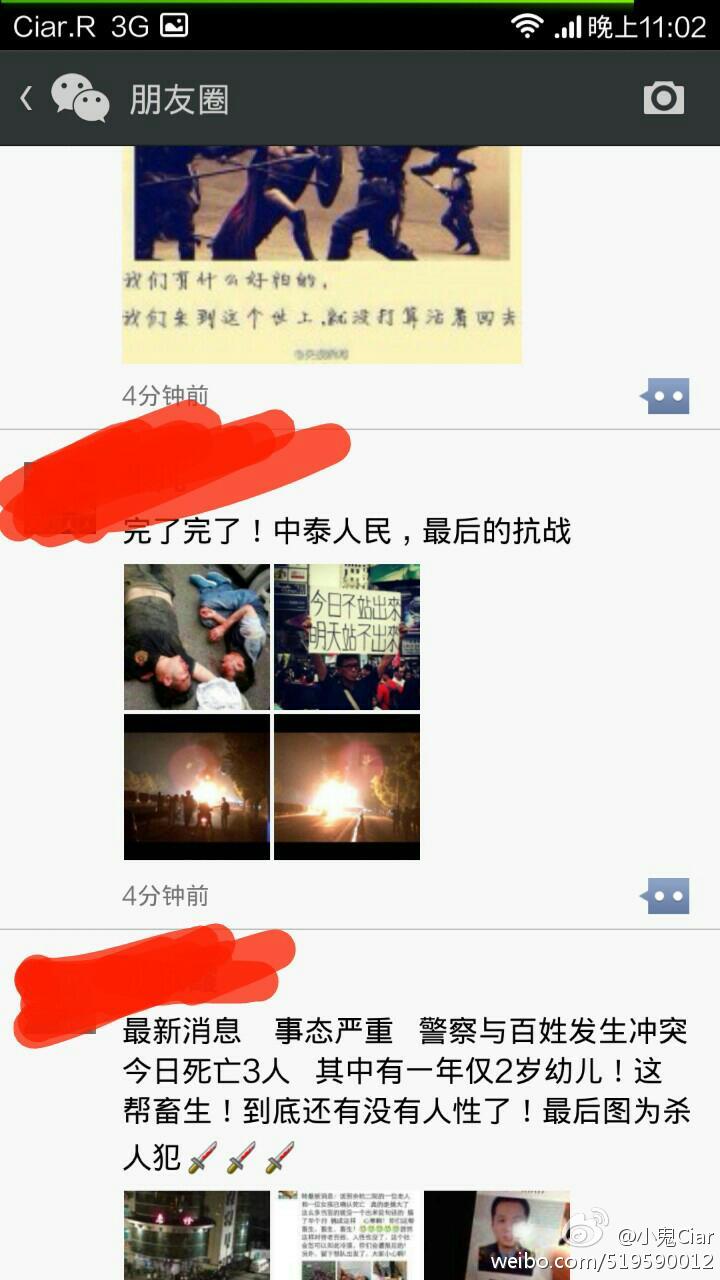 Ciar.R 3G 晚上11:02
朋友圈
我们有什么好怕的,
我们来到这个世上,就没打算活着回去
4分钟前
完了完了！中泰人民，最后的抗战
今日不站出來
明天站不出來
4分钟前
最新消息 事态严重 警察与百姓发生冲突
今日死亡3人 其中有一年仅2岁幼儿！这
帮畜生！到底还有没有人性了！最后图为杀
人犯
@小鬼Ciar
weibo.com/519590012